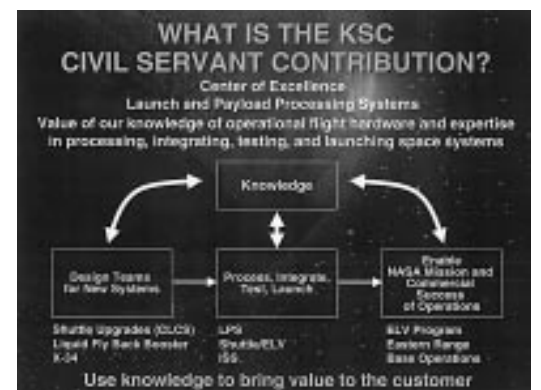 WHAT IS THE KSC
CIVIL SERVANT CONTRIBUTION?
Center of Excellence
Launch and Payload Processing Systems
Value of our knowledge of operational flight hardware and expertise
in processing, integrating, testing, and launching space systems
Knowledge
Design Teams
for New Systems
Process, Integrate,
Test, Launch
Enable
NASA Mission and
Commercial
Success
of Operations
Shuttle Upgrades (CLCS)
Liquid Fly Back Booster
X-34
LPS
Shuttle/ELV
ISS
ELV Program
Eastern Range
Base Operations
Use knowledge to bring value to the customer